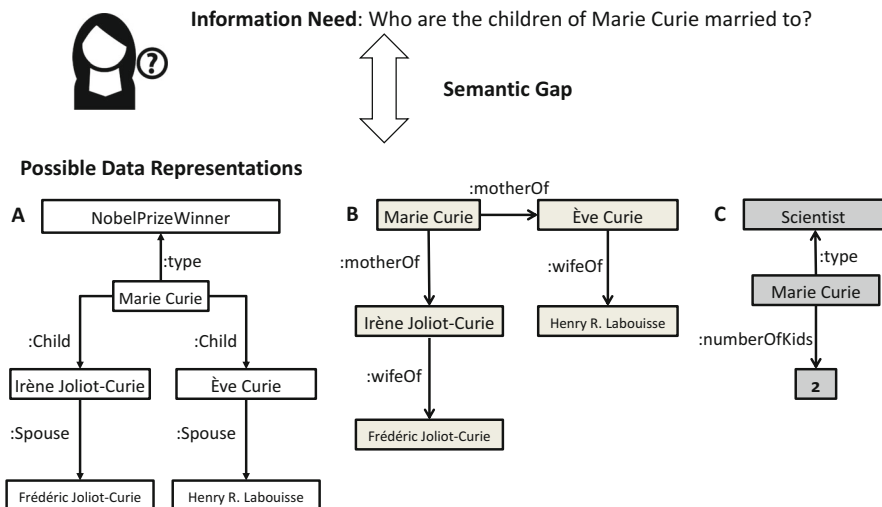 Information Need: Who are the children of Marie Curie married to?
?
Semantic Gap
Possible Data Representations
A
NobelPrizeWinner
:type
Marie Curie
:Child
:Child
Irène Joliot-Curie
Ève Curie
:Spouse
:Spouse
Frédéric Joliot-Curie
Henry R. Labouisse
B
:motherOf
Marie Curie
Ève Curie
:motherOf
:wifeOf
Irène Joliot-Curie
Henry R. Labouisse
:wifeOf
Frédéric Joliot-Curie
C
Scientist
:type
Marie Curie
:numberOfKids
2